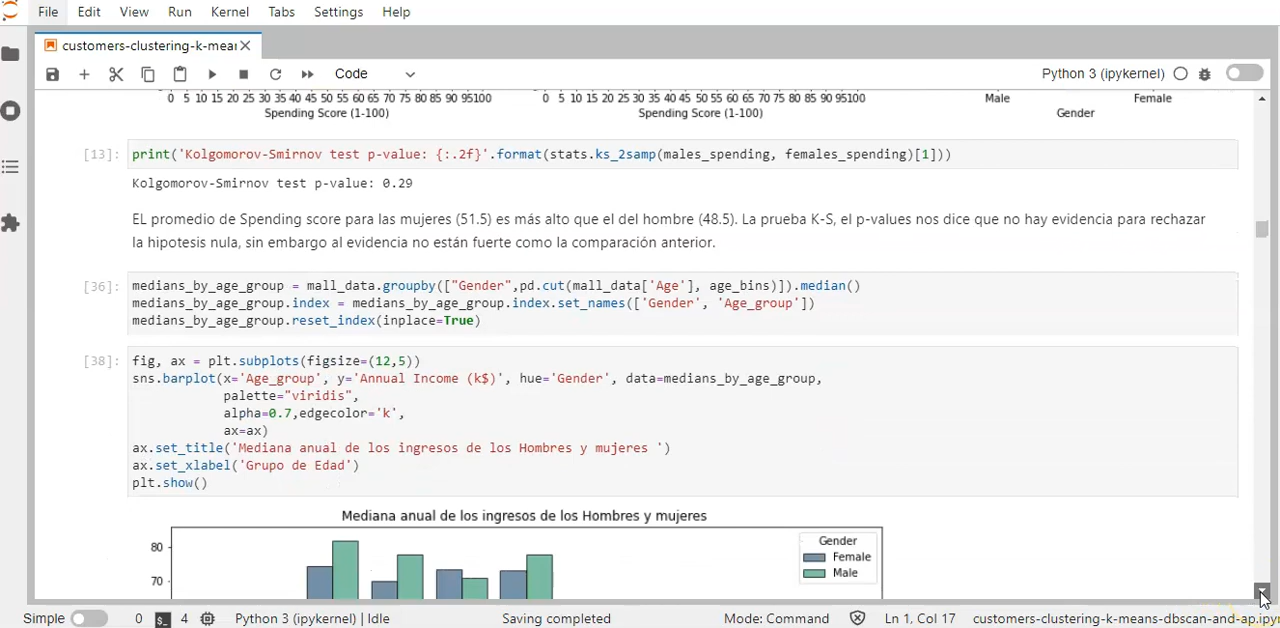 File Edit View Run Kernel Tabs Settings Help
customers-clustering-k-mear
Code
Python 3 (ipykernel)
0 5 10 15 20 25 30 35 40 45 50 55 60 65 70 75 80 85 90 95100 0 5 10 15 20 25 30 35 40 45 50 55 60 65 70 75 80 85 90 95100 Male Female
Spending Score (1-100) Spending Score (1-100) Gender
[13]: print('Kolgomorov-Smirnov test p-value: {:.2f}'.format(stats.ks_2samp(males_spending, females_spending)[1]))
Kolgomorov-Smirnov test p-value: 0.29
EL promedio de Spending score para las mujeres (51.5) es más alto que el del hombre (48.5). La prueba K-S, el p-values nos dice que no hay evidencia para rechazar
la hipotesis nula, sin embargo al evidencia no están fuerte como la comparación anterior.
[36]: medians_by_age_group = mall_data.groupby(["Gender",pd.cut(mall_data['Age'], age_bins)]).median()
medians_by_age_group.index = medians_by_age_group.index.set_names(['Gender', 'Age_group'])
medians_by_age_group.reset_index(inplace=True)
[38]: fig, ax = plt.subplots(figsize=(12,5))
sns.barplot(x='Age_group', y='Annual Income (k$)', hue='Gender', data=medians_by_age_group,
palette="viridis",
alpha=0.7,edgecolor='k',
ax=ax)
ax.set_title('Mediana anual de los ingresos de los Hombres y mujeres ')
ax.set_xlabel('Grupo de Edad')
plt.show()
Mediana anual de los ingresos de los Hombres y mujeres
Gender
80
Female
Male
70
Simple 0 4 Python 3 (ipykernel) | Idle Saving completed Mode: Command Ln 1, Col 17 customers-clustering-k-means-dbscan-and-ap.ipyn